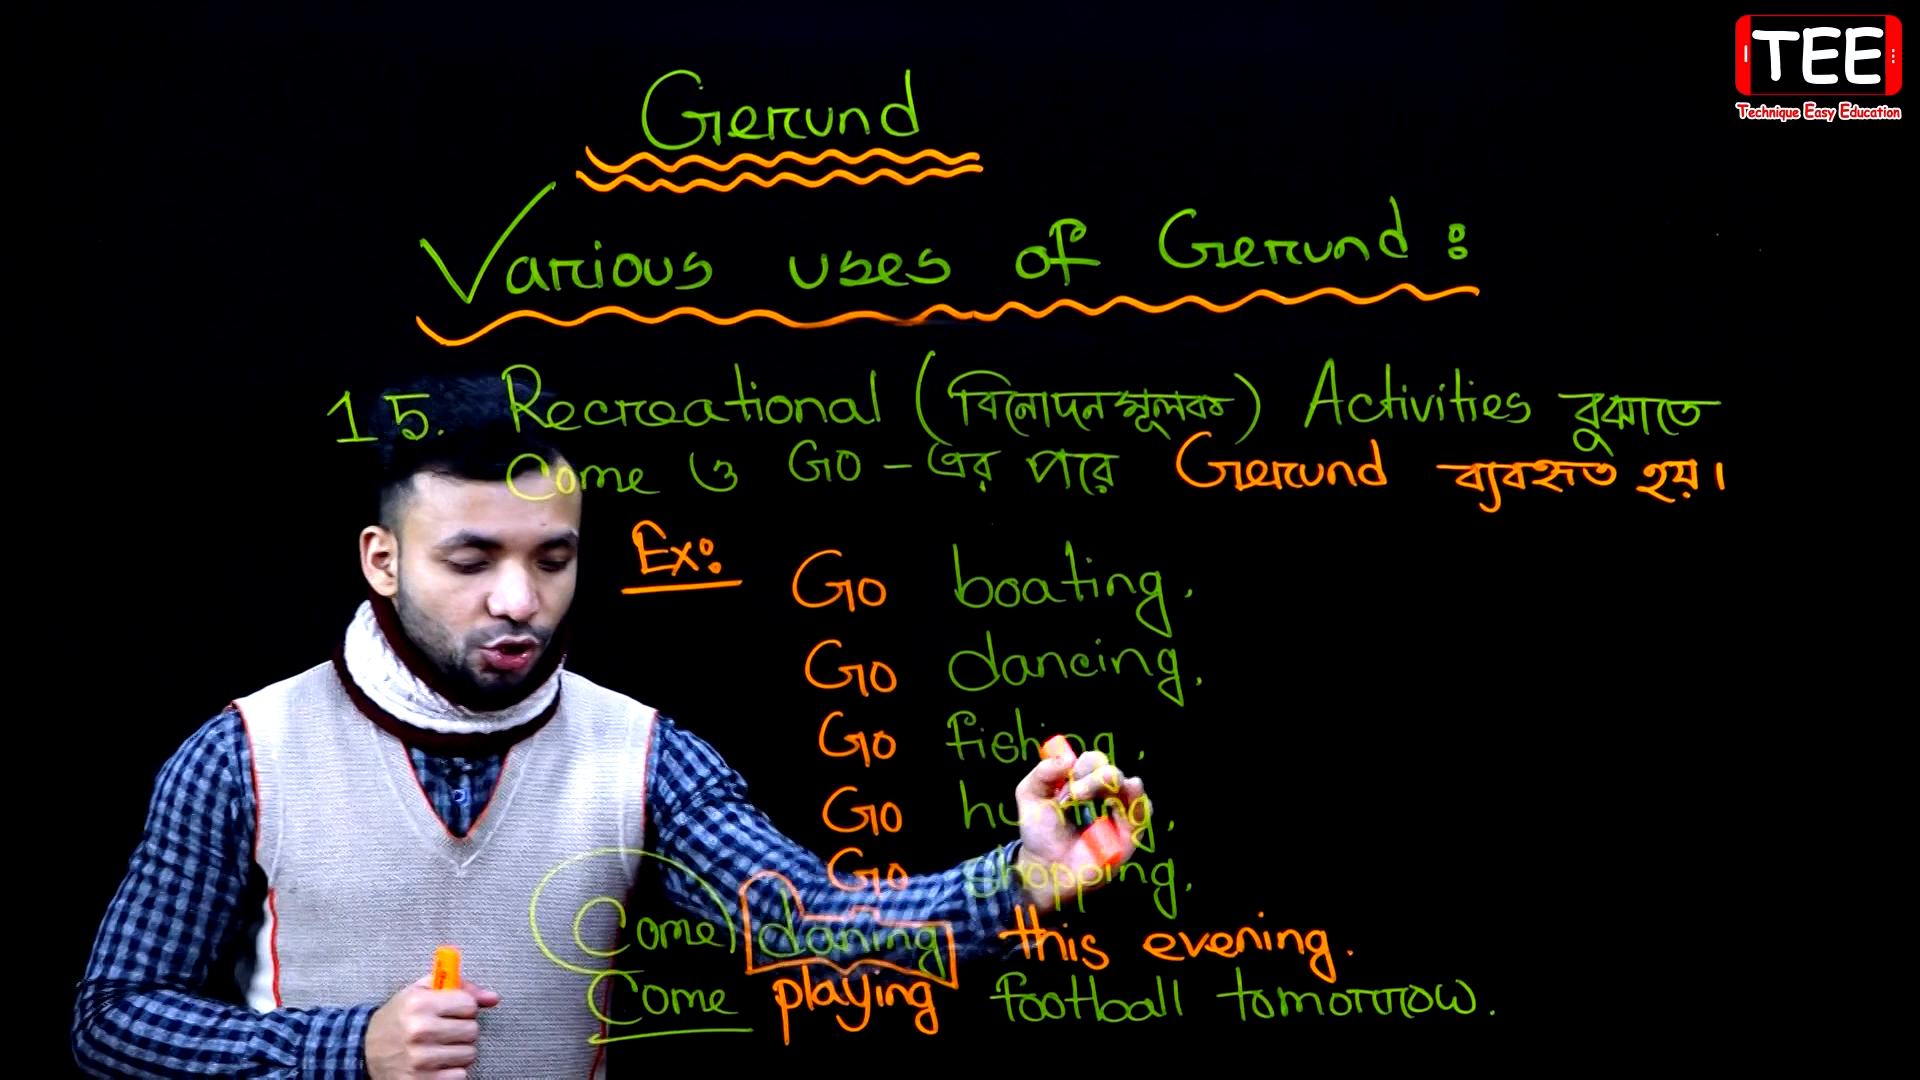 TEE
Technique Easy Education
Gerund
Various uses of Gerund:
15. Recreational (বিনোদনমূলক) Activities বুঝাতে
Come ও Go - এর পরে Gerund ব্যবহৃত হয়।
Ex: Go boating.
Go dancing.
Go fishing.
Go hunting.
Go shopping.
Come daning this evening.
Come playing football tomorrow.